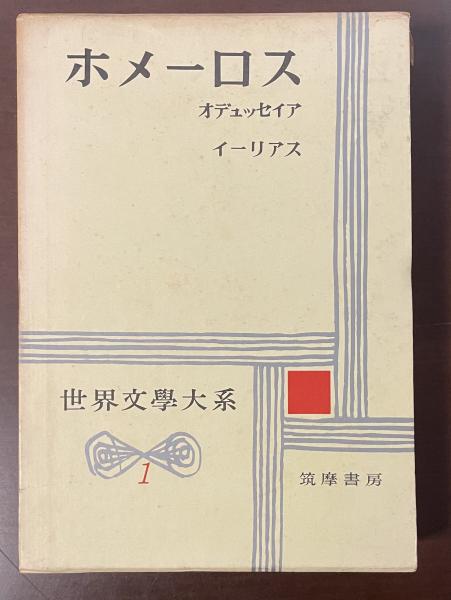 ホメーロス
オデュッセイア
イーリアス
世界文學大系
1
筑摩書房